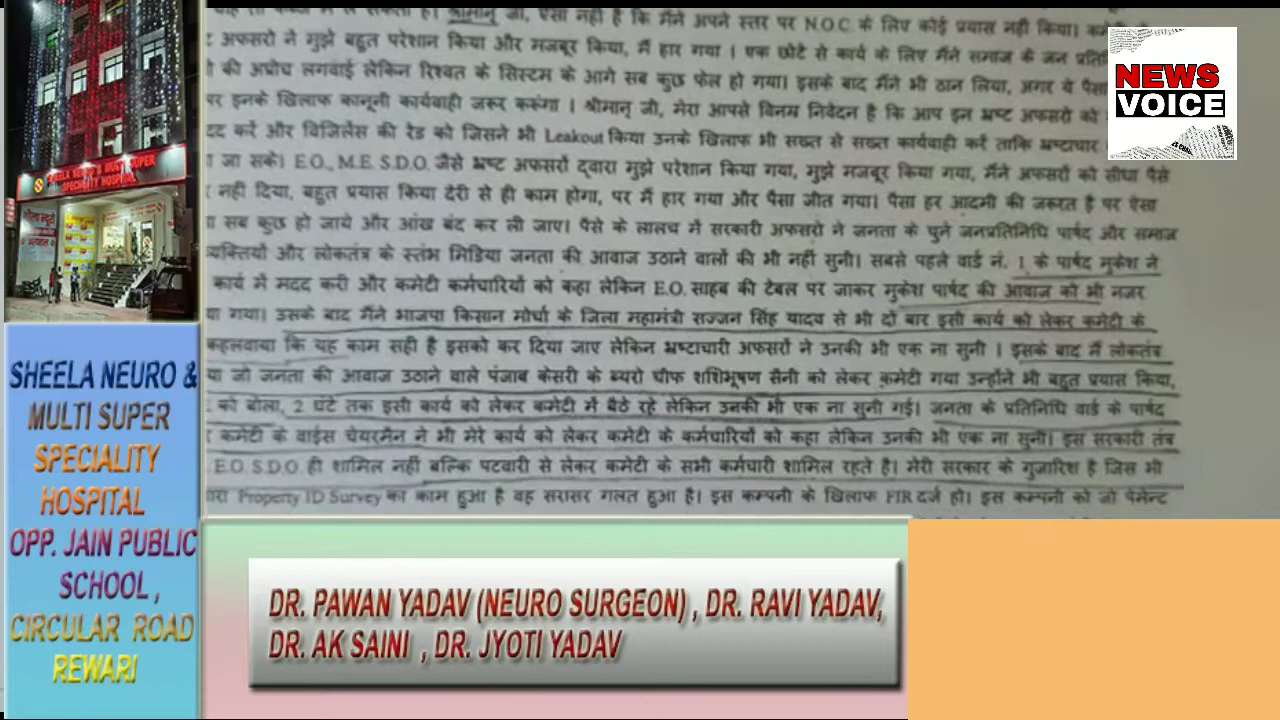 श्रीमान् जी, ऐसा नहीं है कि मैंने अपने स्तर पर N.O.C के लिए कोई प्रयास नहीं किया।
अफसरो ने मुझे बहुत परेशान किया और मजबूर किया, मैं हार गया । एक छोटे से कार्य के लिए मैंने समाज के जन
की अप्रोच लगवाई लेकिन रिश्वत के सिस्टम के आगे सब कुछ फेल हो गया। इसके बाद मैंने भी ठान लिया, अगर ये पैसा
इनके खिलाफ कानूनी कार्यवाही जरूर करूंगा । श्रीमान् जी, मेरा आपसे विनम्र निवेदन है कि आप इन भ्रष्ट अफसरो को
करें और विजिलेंस की रेड को जिसने भी Leakout किया उनके खिलाफ भी सख्त से सख्त कार्यवाही करें ताकि भ्रष्टाचार
जा सके। E.O., M.E, S.D.O. जैसे भ्रष्ट अफसरों द्वारा मुझे परेशान किया गया, मुझे मजबूर किया गया, मैंने अफसरों को सीधा पैसे
नहीं दिया, बहुत प्रयास किया देरी से ही काम होगा, पर मैं हार गया और पैसा जीत गया। पैसा हर आदमी की जरूत है पर ऐसा
सब कुछ हो जाये और आंख बंद कर ली जाए। पैसे के लालच में सरकारी अफसरो ने जनता के चुने जनप्रतिनिधि पार्षद और समाज
व्यक्तियों और लोकतंत्र के स्तंभ मिडिया जनता की आवाज उठाने वालों की भी नहीं सुनी। सबसे पहले वार्ड नं. 1 के पार्षद मुकेश ने
कार्य में मदद करी और कमेटी कर्मचारियों को कहा लेकिन E.O. साहब की टेबल पर जाकर मुकेश पार्षद की आवाज को भी नजर
गया। उसके बाद मैंने भाजपा किसान मोर्चा के जिला महामंत्री सज्जन सिंह यादव से भी दो बार इसी कार्य को लेकर कमेटी के
कहलवाया कि यह काम सही है इसको कर दिया जाए लेकिन भ्रष्टाचारी अफसरों ने उनकी भी एक ना सुनी । इसके बाद मैं लोकतंत्र
जो जनता की आवाज उठाने वाले पंजाब केसरी के ब्यरो चीफ शशिभूषण सैनी को लेकर कमेटी गया उन्होंने भी बहुत प्रयास किया,
को बोला, 2 घंटे तक इसी कार्य को लेकर कमेटी में बैठे रहे लेकिन उनकी भी एक ना सुनी गई। जनता के प्रतिनिधि वार्ड के पार्षद
कमेटी के वाईस चेयरमैन ने भी मेरे कार्य को लेकर कमेटी के कर्मचारियों को कहा लेकिन उनकी भी एक ना सुनी। इस सरकारी तंत्र
E.O. S.D.O. ही शामिल नहीं बल्कि पटवारी से लेकर कमेटी के सभी कर्मचारी शामिल रहते है। मेरी सरकार के गुजारिश है जिस भी
Property ID Survey का काम हुआ है वह सरासर गलत हुआ है। इस कम्पनी के खिलाफ FIR दर्ज हो। इस कम्पनी को जो पेमेन्ट
NEWS
VOICE
SHEELA NEURO & MULTI SUPER
SPECIALITY HOSPITAL
SHEELA NEURO &
MULTI SUPER
SPECIALITY
HOSPITAL
OPP. JAIN PUBLIC
SCHOOL ,
CIRCULAR ROAD
REWARI
DR. PAWAN YADAV (NEURO SURGEON) , DR. RAVI YADAV,
DR. AK SAINI , DR. JYOTI YADAV